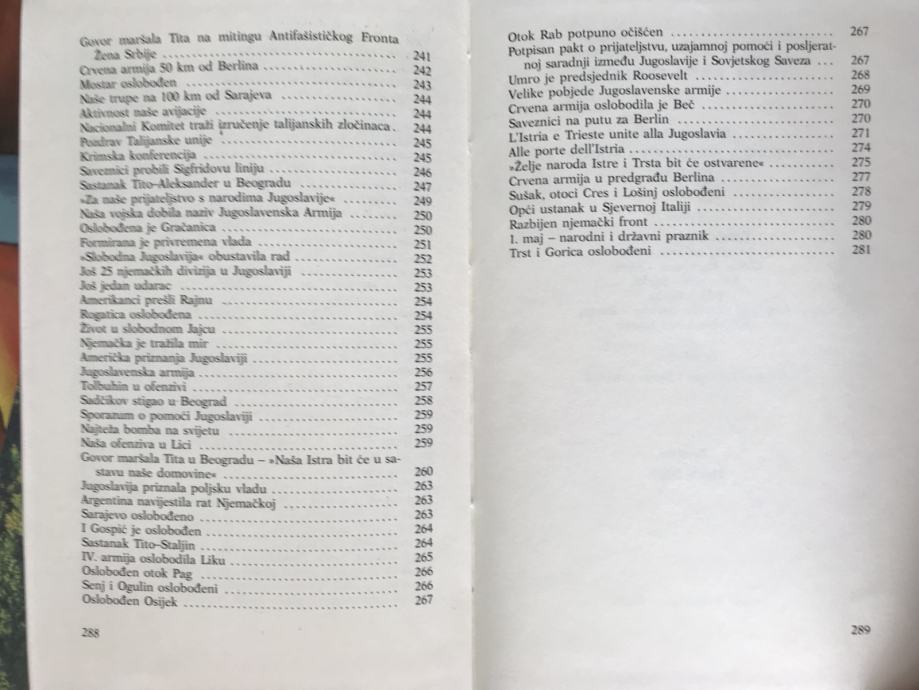 Govor maršala Tita na mitingu Antifašističkog Fronta
Žena Srbije ........................................ 241
Crvena armija 50 km od Berlina .................... 242
Mostar oslobođen ................................ 243
Naše trupe na 100 km od Sarajeva ................ 244
Aktivnost naše avijacije ............................ 244
Nacionalni Komitet traži izručenje talijanskih zločinaca . 244
Pozdrav Talijanske unije ............................ 245
Krimska konferencija .............................. 245
Saveznici probili Sigfridovu liniju .................... 246
Sastanak Tito–Aleksander u Beogradu .............. 247
»Za naše prijateljstvo s narodima Jugoslavije« ........ 249
Naša vojska dobila naziv Jugoslavenska Armija ........ 250
Oslobođena je Gračanica .......................... 250
Formirana je privremena vlada ...................... 251
»Slobodna Jugoslavija« obustavila rad ................ 252
Još 25 njemačkih divizija u Jugoslaviji .............. 253
Još jedan udarac .................................. 253
Amerikanci prešli Rajnu ............................ 254
Rogatica oslobođena .............................. 254
Život u slobodnom Jajcu .......................... 255
Njemačka je tražila mir ............................ 255
Američka priznanja Jugoslaviji ...................... 255
Jugoslavenska armija .............................. 256
Tolbuhin u ofenzivi ................................ 257
Sadčikov stigao u Beograd .......................... 258
Sporazum o pomoći Jugoslaviji ...................... 259
Najteža bomba na svijetu .......................... 259
Naša ofenziva u Lici .............................. 259
Govor maršala Tita u Beogradu – »Naša Istra bit će u sa-
stavu naše domovine« .......................... 260
Jugoslavija priznala poljsku vladu .................... 263
Argentina navijestila rat Njemačkoj .................. 263
Sarajevo oslobođeno .............................. 263
I Gospić je oslobođen .............................. 264
Sastanak Tito–Staljin .............................. 264
IV. armija oslobodila Liku .......................... 265
Oslobođen otok Pag .............................. 266
Senj i Ogulin oslobođeni .......................... 266
Oslobođen Osijek ................................ 267
288
Otok Rab potpuno očišćen .......................... 267
Potpisan pakt o prijateljstvu, uzajamnoj pomoći i posljerat-
noj saradnji između Jugoslavije i Sovjetskog Saveza ... 267
Umro je predsjednik Roosevelt ...................... 268
Velike pobjede Jugoslavenske armije .................. 269
Crvena armija oslobodila je Beč ...................... 270
Saveznici na putu za Berlin .......................... 270
L'Istria e Trieste unite alla Jugoslavia ................ 271
Alle porte dell'Istria ................................ 274
»Želje naroda Istre i Trsta bit će ostvarene« .......... 275
Crvena armija u predgrađu Berlina .................. 277
Sušak, otoci Cres i Lošinj oslobođeni ................ 278
Opći ustanak u Sjevernoj Italiji ...................... 279
Razbijen njemački front ............................ 280
1. maj – narodni i državni praznik .................. 280
Trst i Gorica oslobođeni .......................... 281
289